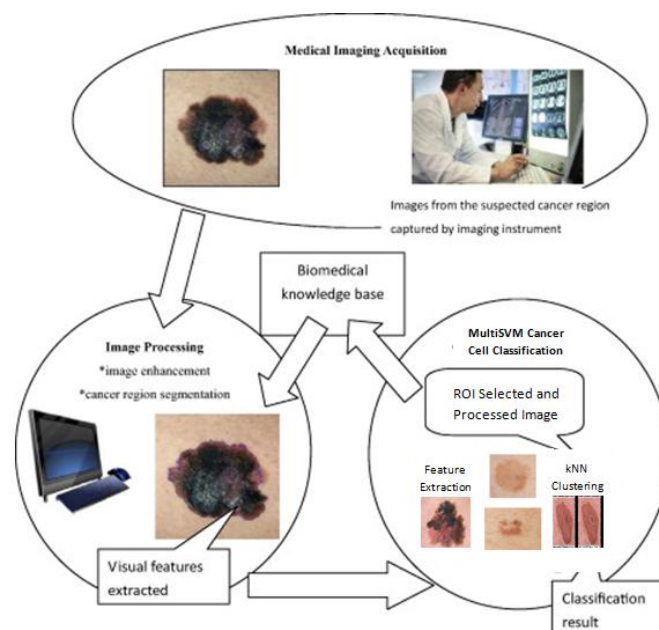 Medical Imaging Acquisition
Images from the suspected cancer region
captured by imaging instrument
Biomedical
knowledge base
Image Processing
*image enhancement
*cancer region segmentation
Visual features
extracted
MultiSVM Cancer
Cell Classification
ROI Selected and
Processed Image
Feature
Extraction
kNN
Clustering
Classification
result